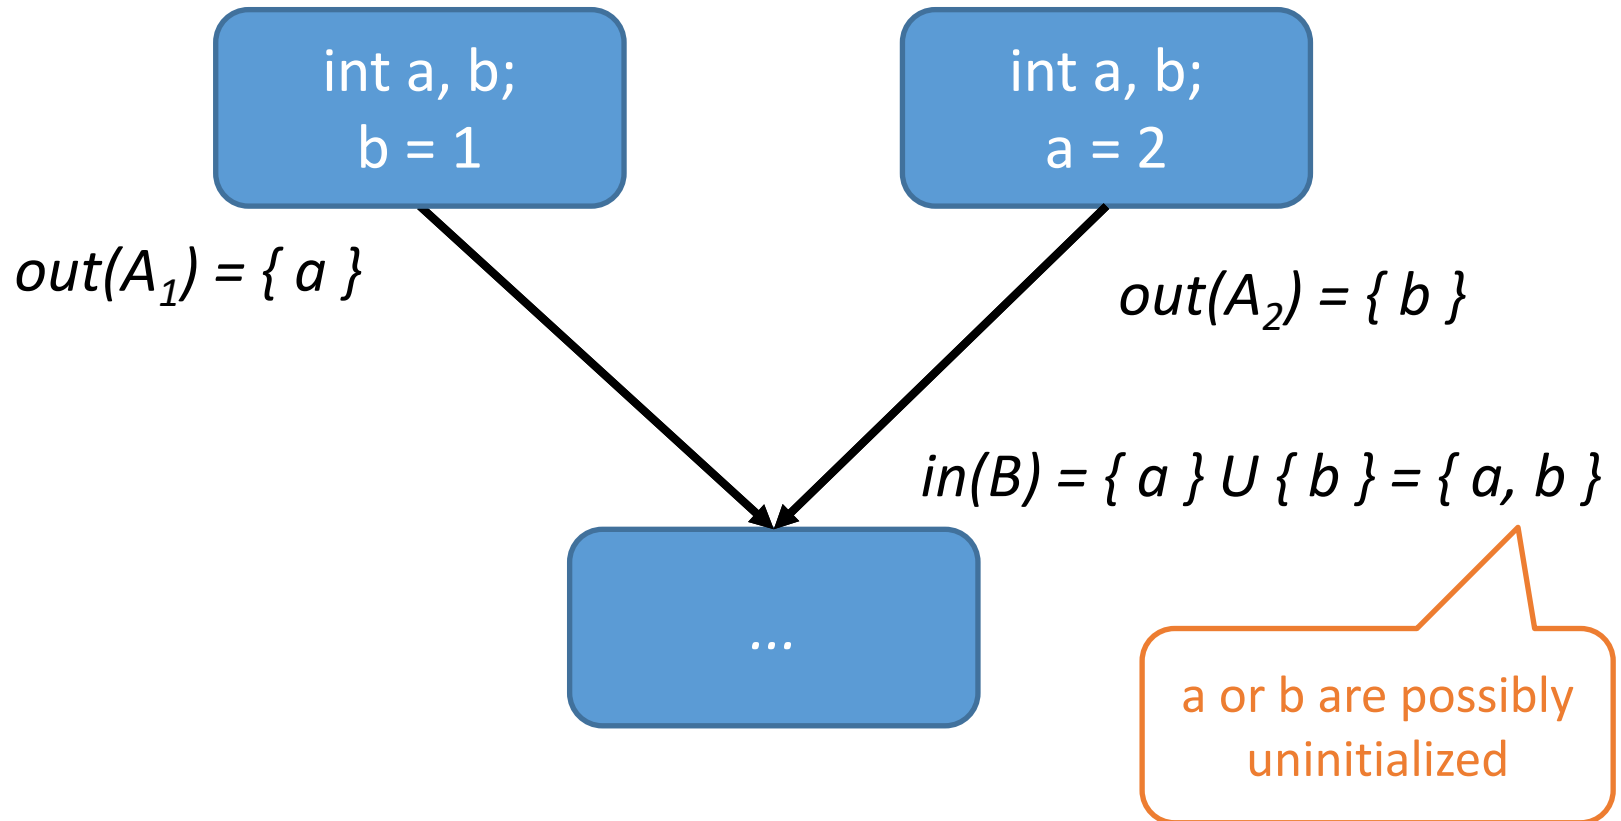 int a, b;
b = 1
int a, b;
a = 2
out(A₁) = { a }
out(A₂) = { b }
in(B) = { a } U { b } = { a, b }
...
a or b are possibly
uninitialized